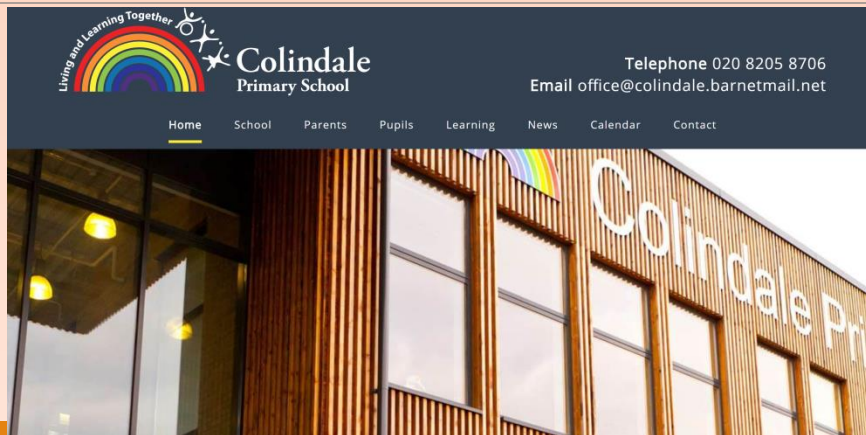 Living and Learning Together
Colindale
Primary School
Telephone 020 8205 8706
Email office@colindale.barnetmail.net
Home School Parents Pupils Learning News Calendar Contact
Colindale Pri